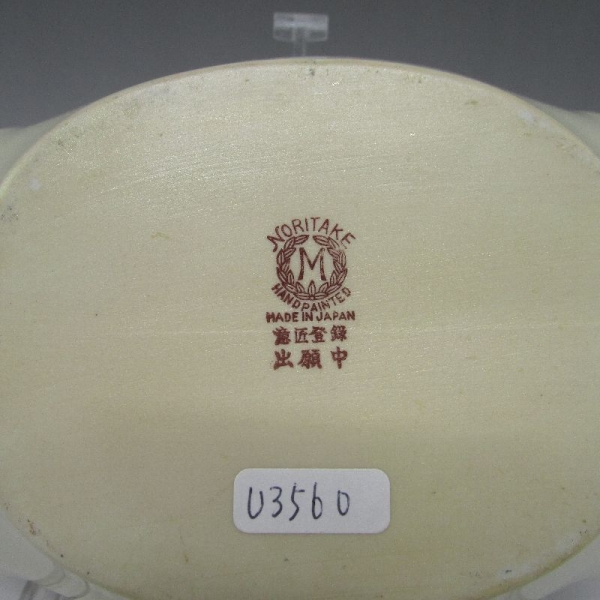 NORITAKE
M
HANDPAINTED
MADE IN JAPAN
意匠登録
出願中
U3560